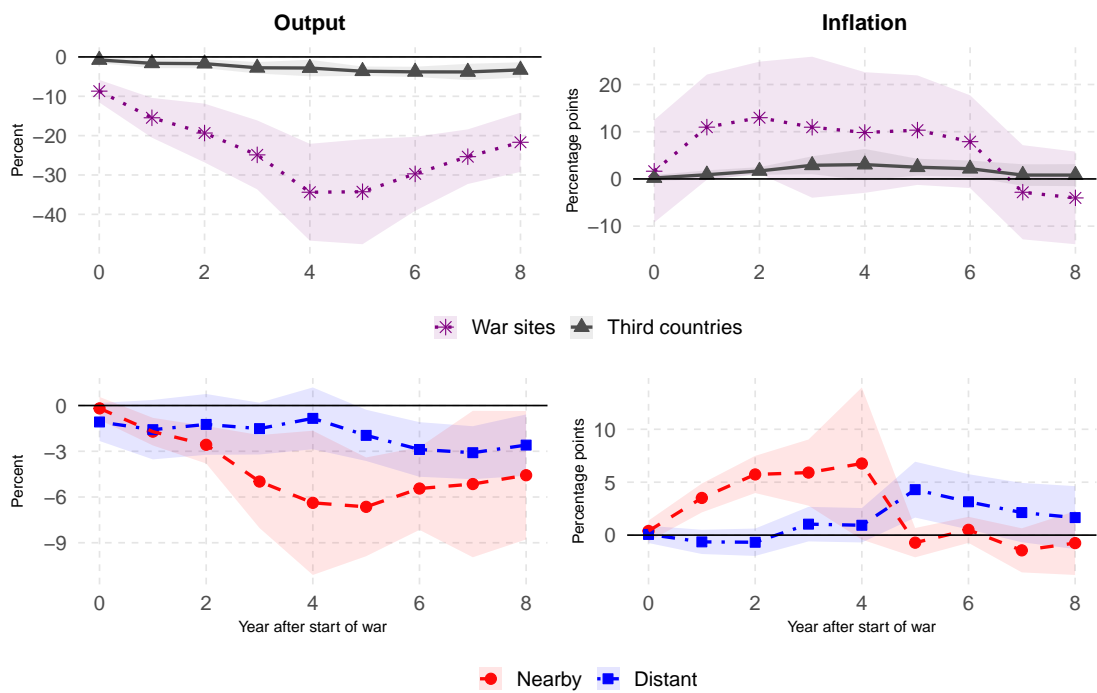 Output
Inflation
Percent
0
−10
−20
−30
−40
0 2 4 6 8
Percentage points
20
10
0
−10
0 2 4 6 8
War sites Third countries
Percent
0
−3
−6
−9
0 2 4 6 8
Year after start of war
Percentage points
10
5
0
0 2 4 6 8
Year after start of war
Nearby Distant